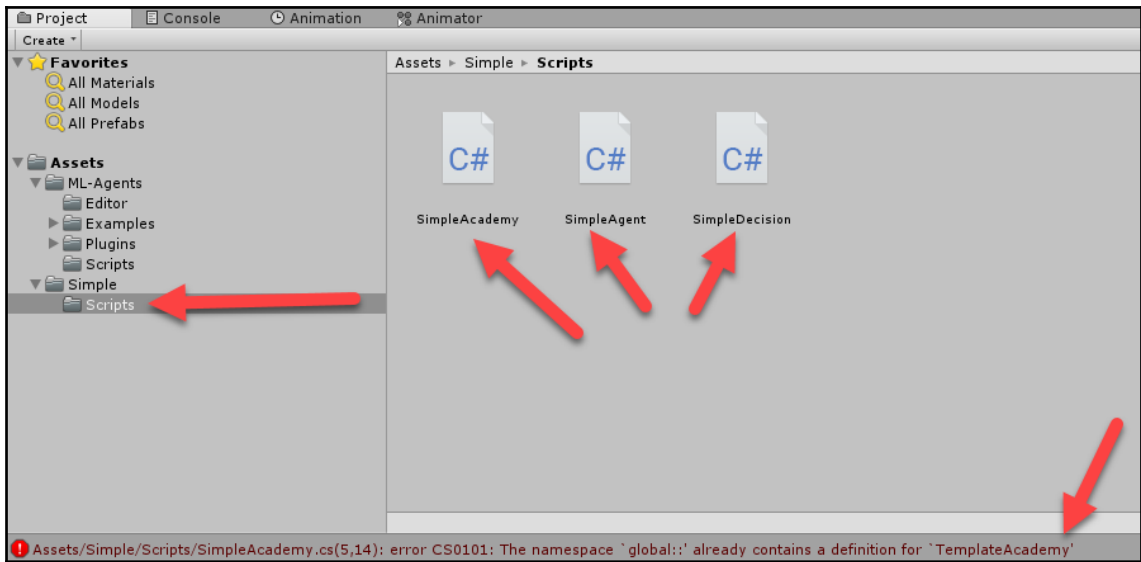 Project Console Animation Animator
Create
Favorites
All Materials
All Models
All Prefabs
Assets
ML-Agents
Editor
Examples
Plugins
Scripts
Simple
Scripts
Assets Simple Scripts
C# C# C#
SimpleAcademy SimpleAgent SimpleDecision
Assets/Simple/Scripts/SimpleAcademy.cs(5,14): error CS0101: The namespace `global::' already contains a definition for `TemplateAcademy'